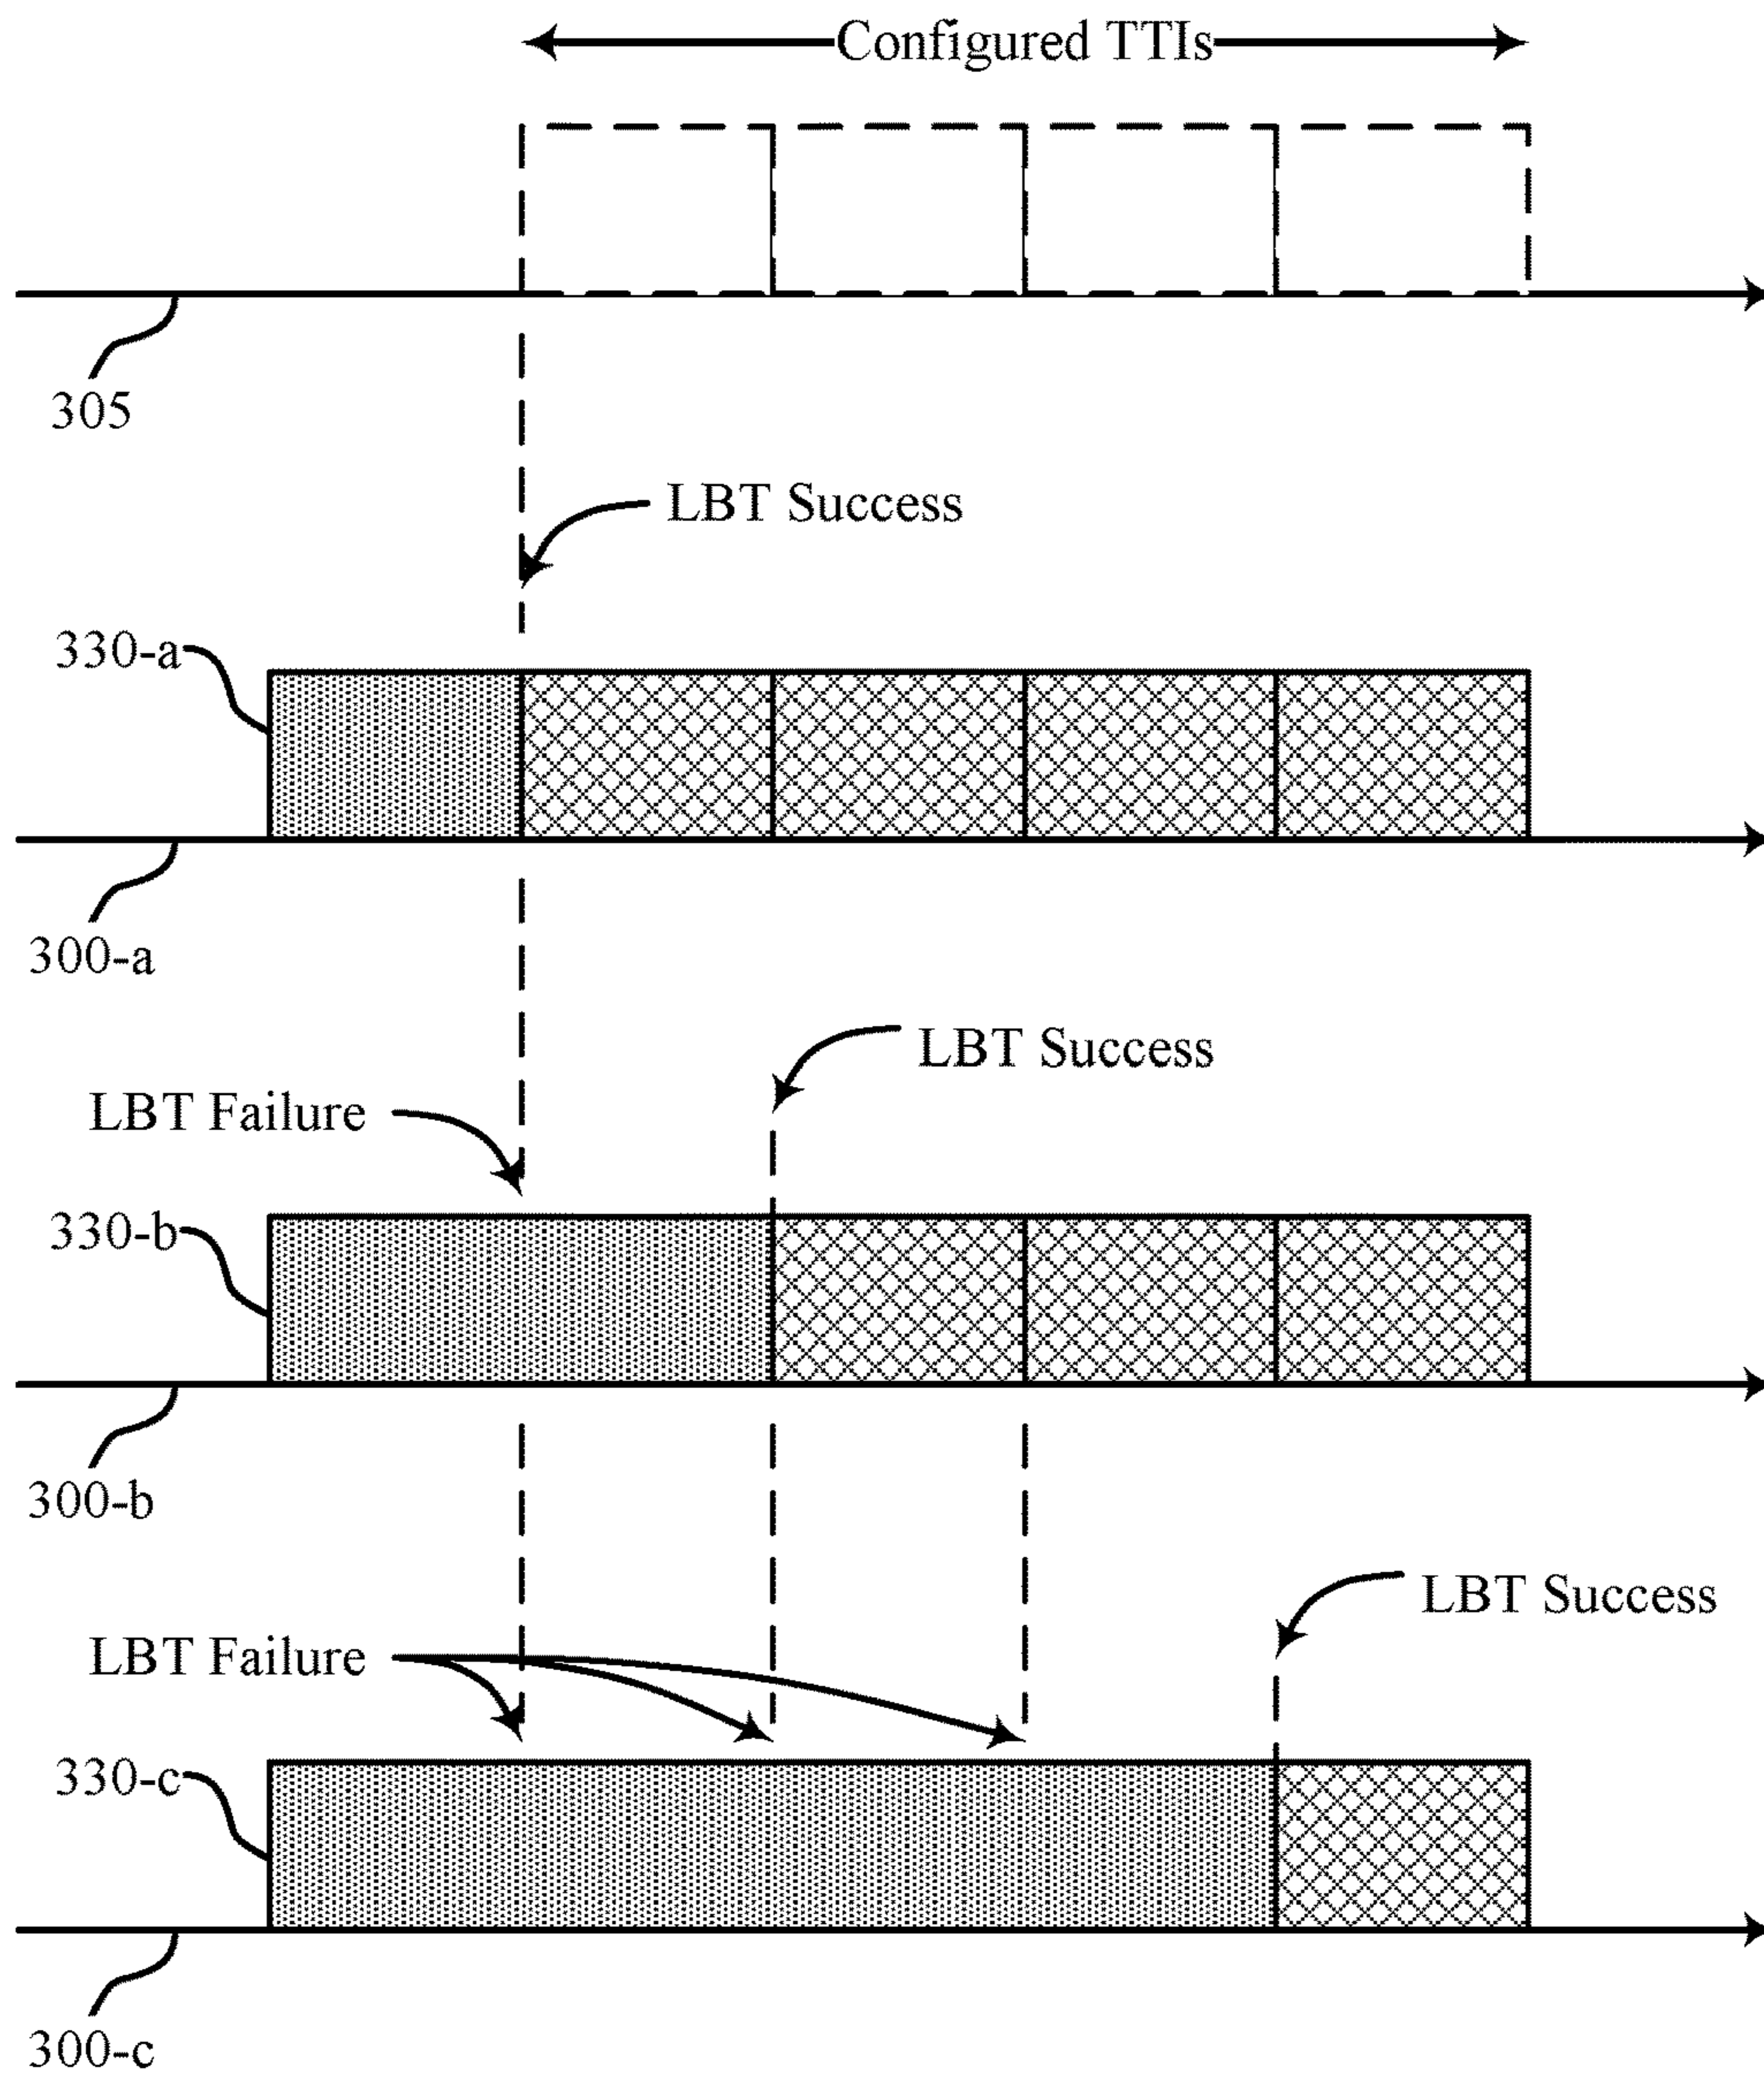 Configured TTIs
305
LBT Success
330-a
300-a
LBT Success
LBT Failure
330-b
300-b
LBT Success
LBT Failure
330-c
300-c